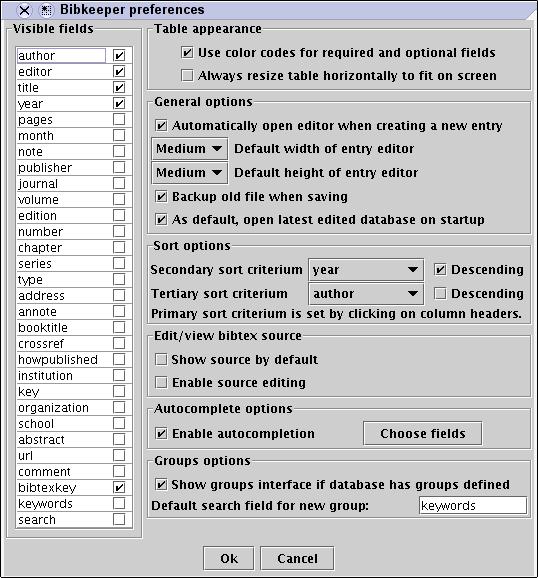 Bibkeeper preferences
Visible fields
author
editor
title
year
pages
month
note
publisher
journal
volume
edition
number
chapter
series
type
address
annote
booktitle
crossref
howpublished
institution
key
organization
school
abstract
url
comment
bibtexkey
keywords
search
Table appearance
Use color codes for required and optional fields
Always resize table horizontally to fit on screen
General options
Automatically open editor when creating a new entry
Medium Default width of entry editor
Medium Default height of entry editor
Backup old file when saving
As default, open latest edited database on startup
Sort options
Secondary sort criterium year Descending
Tertiary sort criterium author Descending
Primary sort criterium is set by clicking on column headers.
Edit/view bibtex source
Show source by default
Enable source editing
Autocomplete options
Enable autocompletion Choose fields
Groups options
Show groups interface if database has groups defined
Default search field for new group: keywords
Ok Cancel